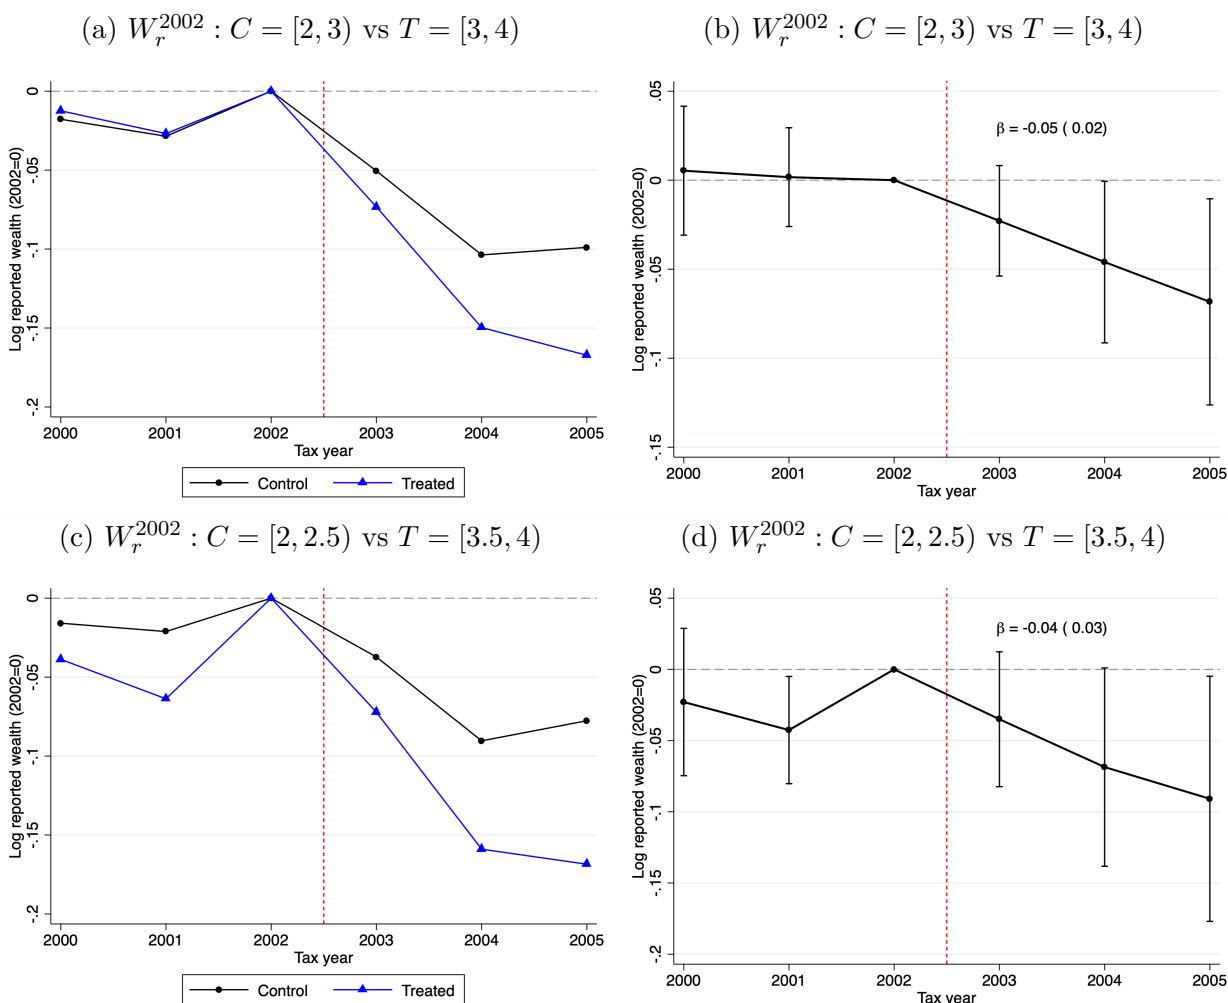 (a) $W_r^{2002} : C = [2, 3)$ vs $T = [3, 4)$
Log reported wealth (2002=0)
0
-.05
-.1
-.15
-.2
2000 2001 2002 2003 2004 2005
Tax year
Control Treated
(b) $W_r^{2002} : C = [2, 3)$ vs $T = [3, 4)$
Log reported wealth (2002=0)
.05
0
-.05
-.1
-.15
β = -0.05 ( 0.02)
2000 2001 2002 2003 2004 2005
Tax year
(c) $W_r^{2002} : C = [2, 2.5)$ vs $T = [3.5, 4)$
Log reported wealth (2002=0)
0
-.05
-.1
-.15
-.2
2000 2001 2002 2003 2004 2005
Tax year
Control Treated
(d) $W_r^{2002} : C = [2, 2.5)$ vs $T = [3.5, 4)$
Log reported wealth (2002=0)
.05
0
-.05
-.1
-.15
-.2
β = -0.04 ( 0.03)
2000 2001 2002 2003 2004 2005
Tax year